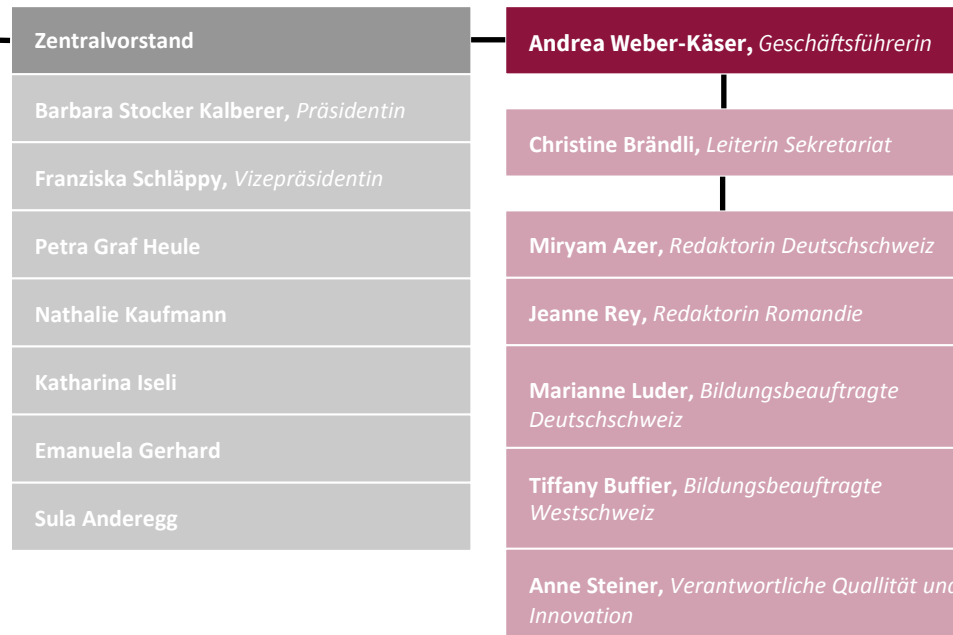 Zentralvorstand
Barbara Stocker Kalberer, Präsidentin
Franziska Schläppy, Vizepräsidentin
Petra Graf Heule
Nathalie Kaufmann
Katharina Iseli
Emanuela Gerhard
Sula Anderegg
Andrea Weber-Käser, Geschäftsführerin
Christine Brändli, Leiterin Sekretariat
Miryam Azer, Redaktorin Deutschschweiz
Jeanne Rey, Redaktorin Romandie
Marianne Luder, Bildungsbeauftragte
Deutschschweiz
Tiffany Buffier, Bildungsbeauftragte
Westschweiz
Anne Steiner, Verantwortliche Quallität und
Innovation